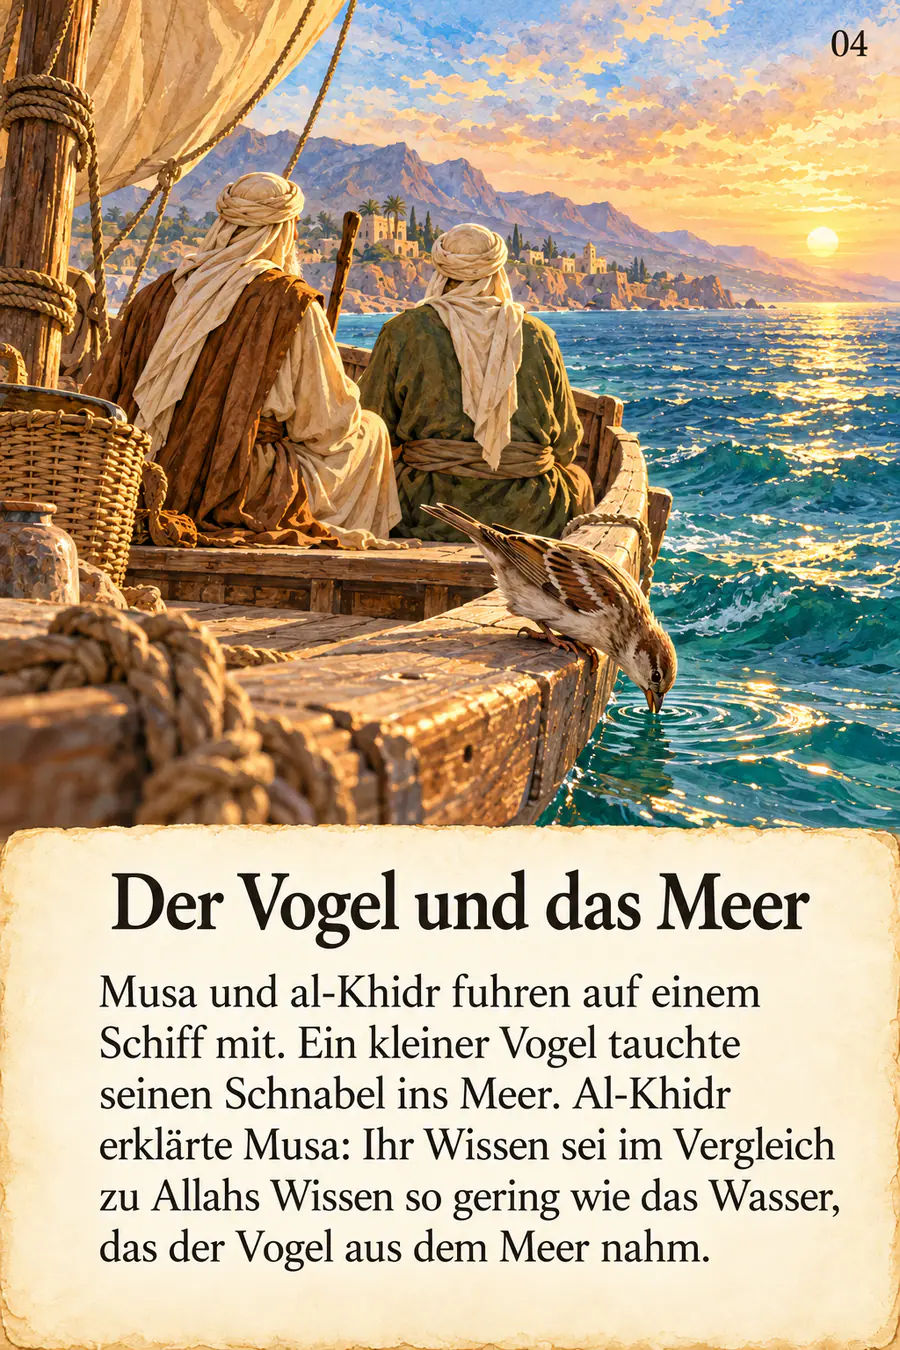 04
Der Vogel und das Meer
Musa und al-Khidr fuhren auf einem
Schiff mit. Ein kleiner Vogel tauchte
seinen Schnabel ins Meer. Al-Khidr
erklärte Musa: Ihr Wissen sei im Vergleich
zu Allahs Wissen so gering wie das Wasser,
das der Vogel aus dem Meer nahm.